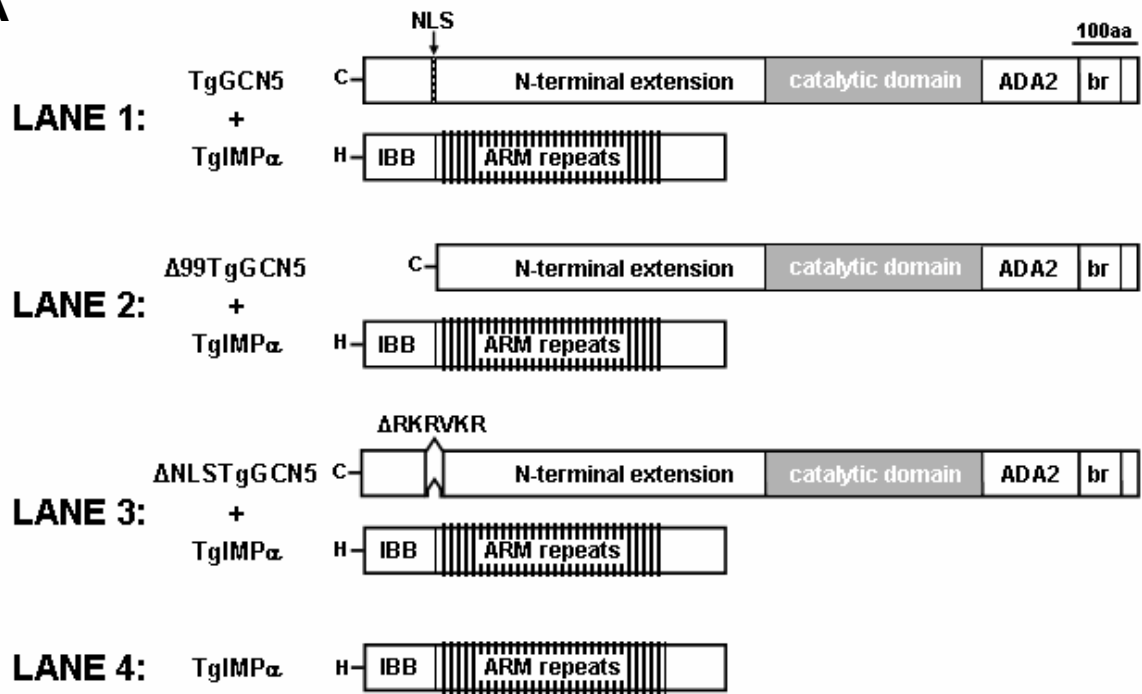 A
NLS
100aa
TgGCN5 C N-terminal extension catalytic domain ADA2 br
LANE 1: +
TgIMPα H IBB ARM repeats
Δ99TgGCN5 C N-terminal extension catalytic domain ADA2 br
LANE 2: +
TgIMPα H IBB ARM repeats
ΔRKRVKR
ΔNLSTgGCN5 C N-terminal extension catalytic domain ADA2 br
LANE 3: +
TgIMPα H IBB ARM repeats
LANE 4: TgIMPα H IBB ARM repeats